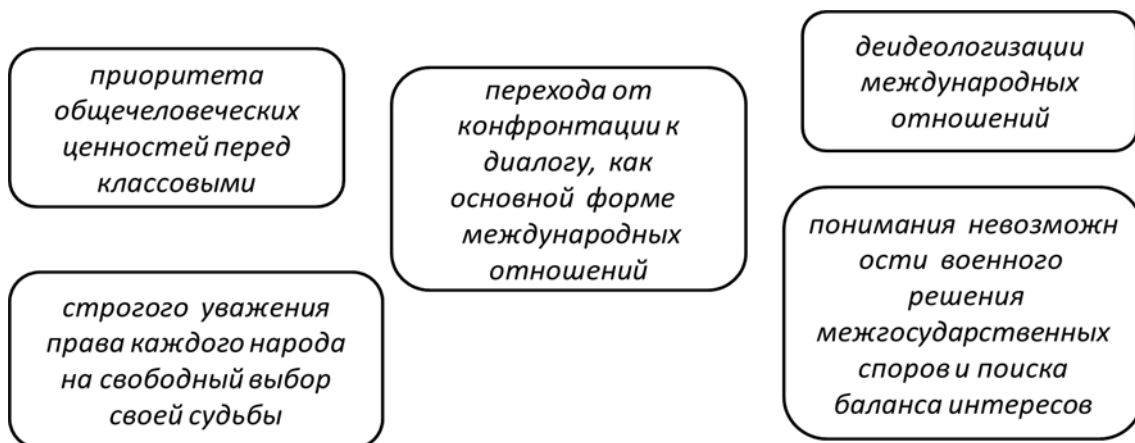 приоритета
общечеловеческих
ценностей перед
классовыми
строгого уважения
права каждого народа
на свободный выбор
своей судьбы
перехода от
конфронтации к
диалогу, как
основной форме
международных
отношений
деидеологизации
международных
отношений
понимания невозможн
ости военного
решения
межгосударственных
споров и поиска
баланса интересов